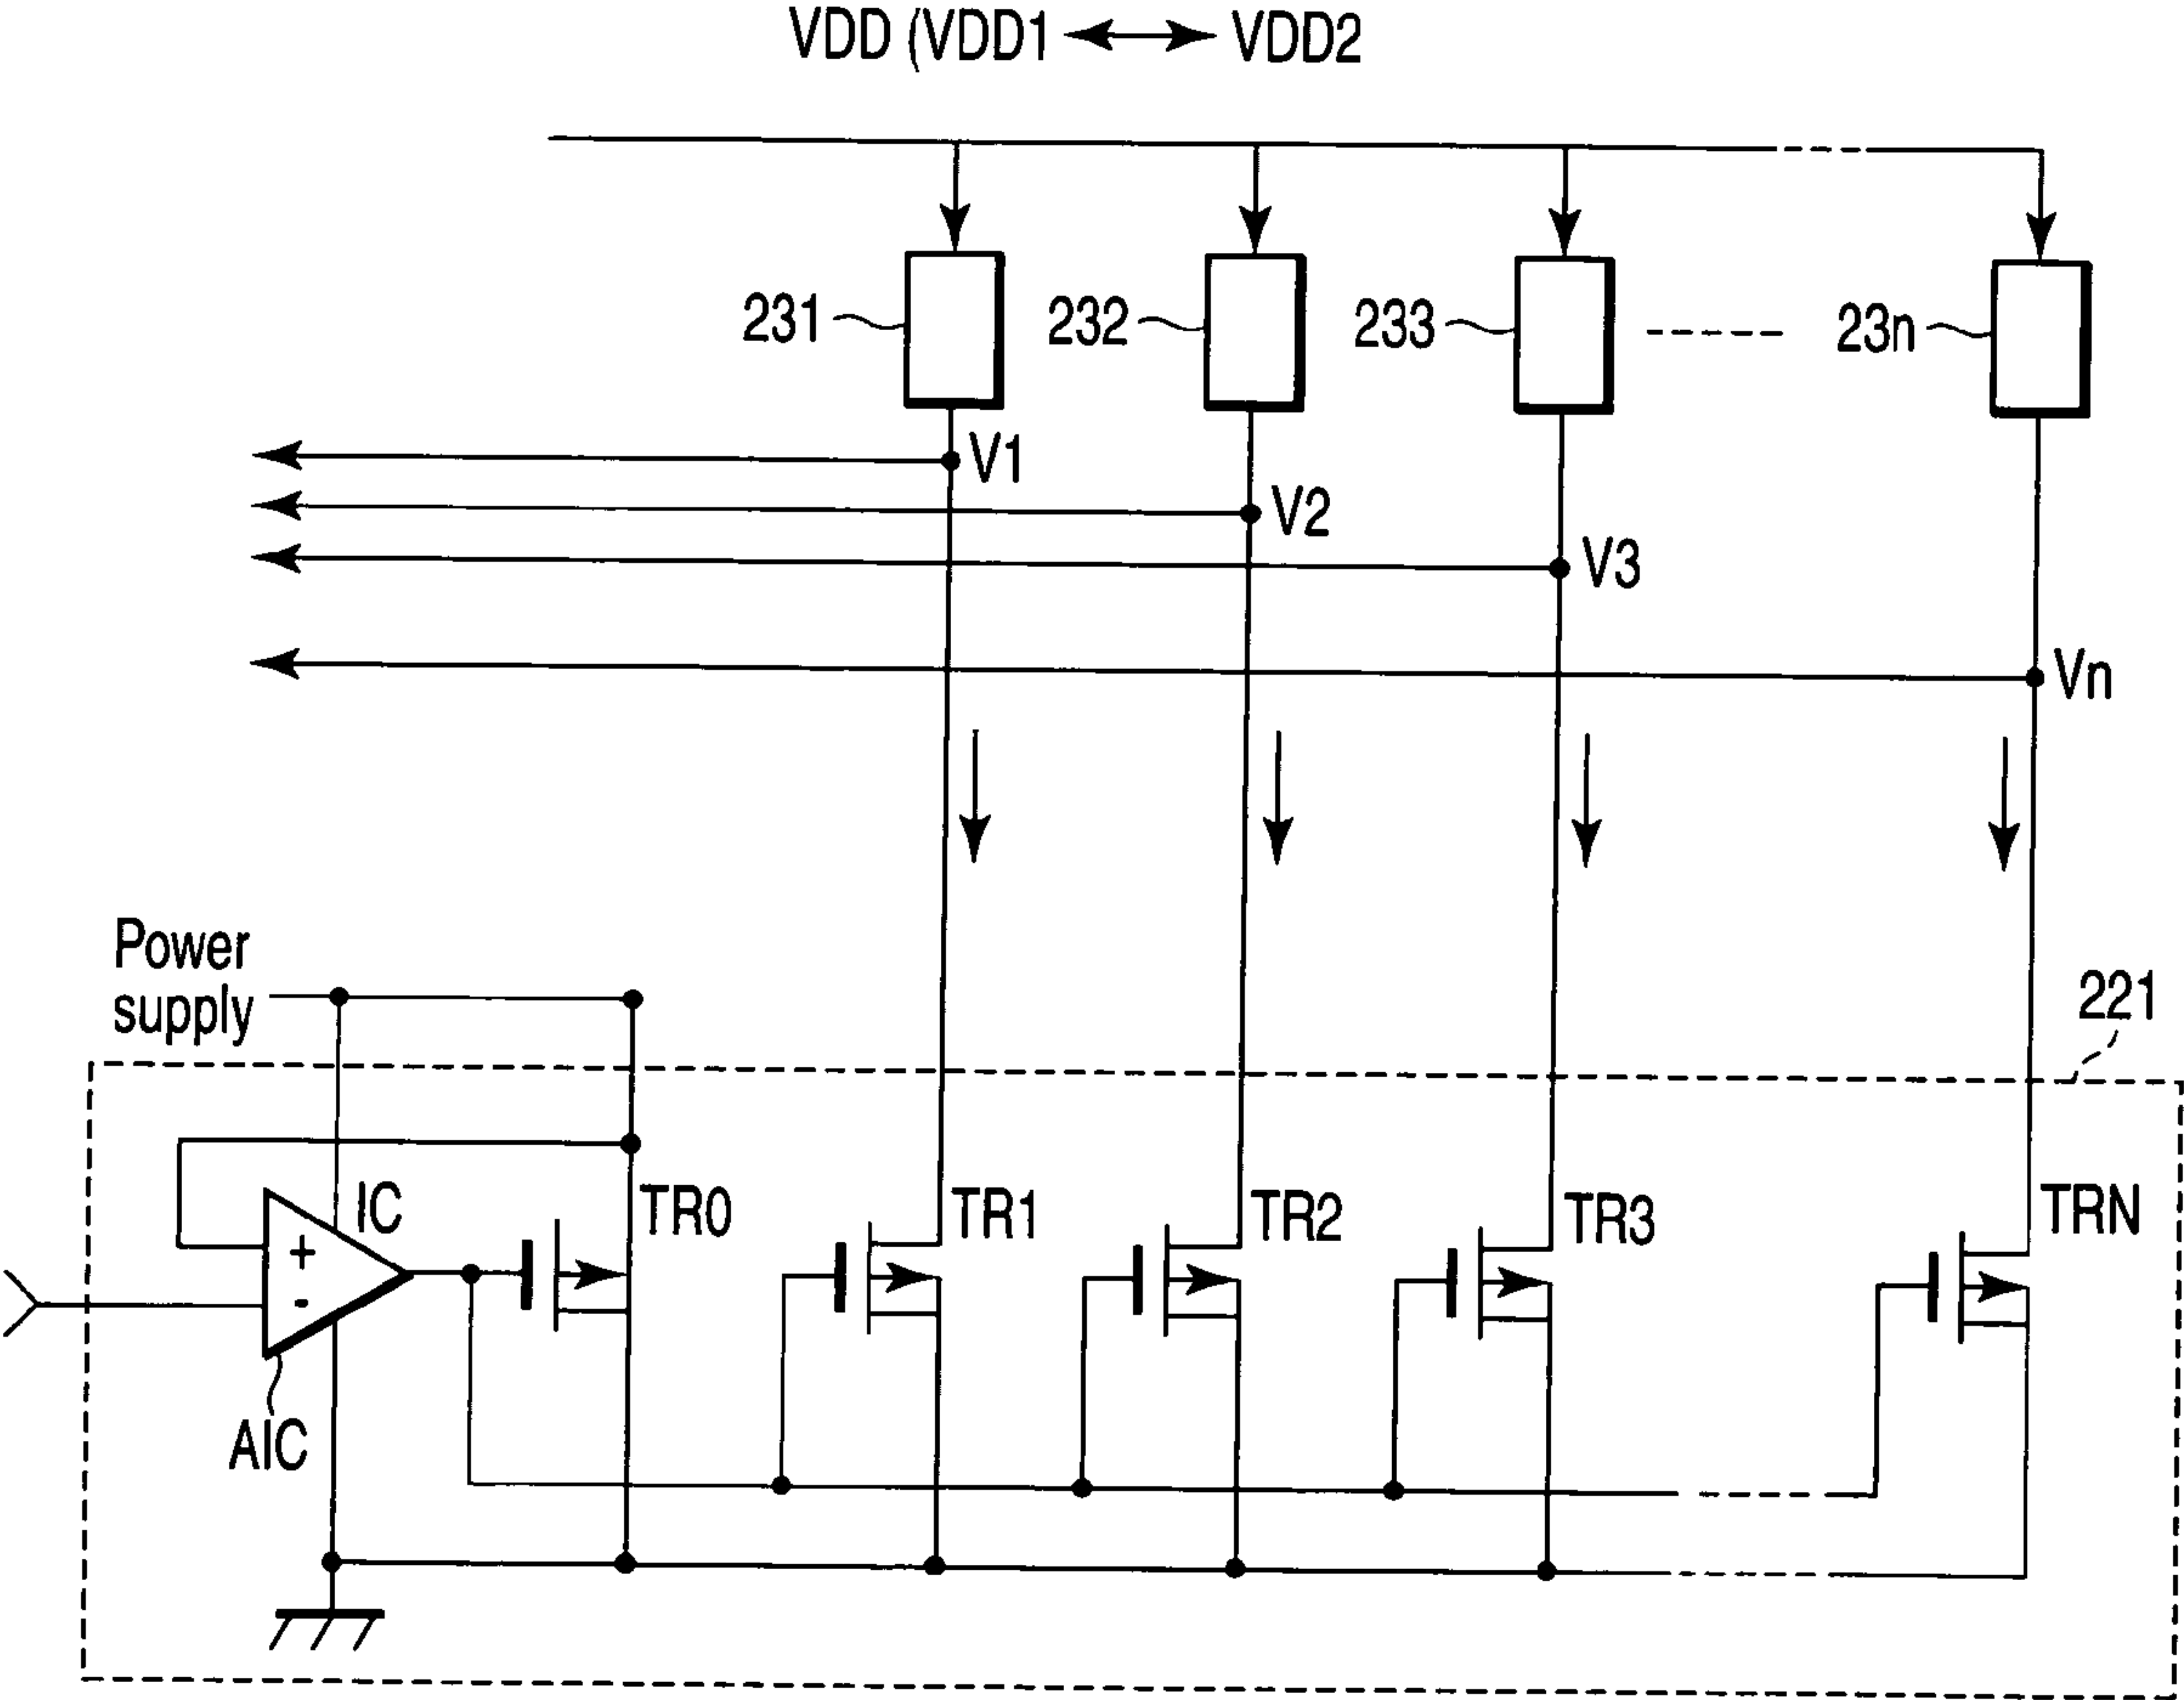 VDD (VDD1 VDD2
231
232
233
23n
V1
V2
V3
Vn
Power
supply
221
IC
TR0
TR1
TR2
TR3
TRN
+
-
AIC